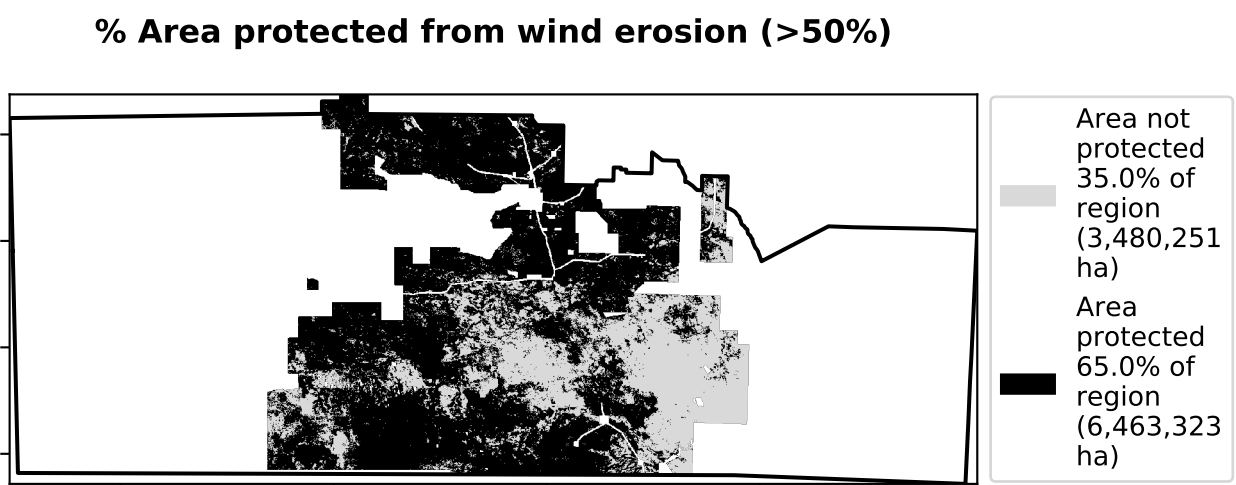 % Area protected from wind erosion (>50%)
Area not
protected
35.0% of
region
(3,480,251
ha)
Area
protected
65.0% of
region
(6,463,323
ha)